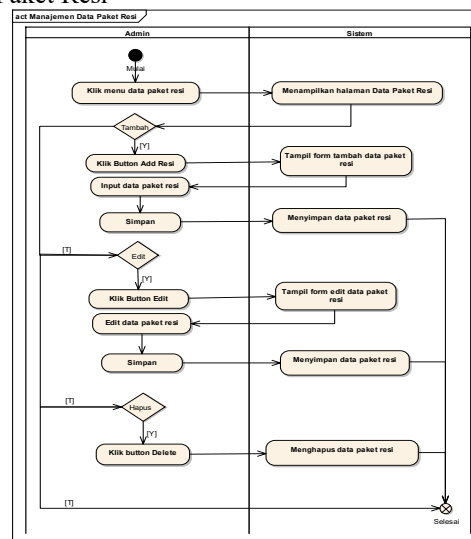 Paket Resi
act Manajemen Data Paket Resi
Admin
Sistem
Mulai
Klik menu data paket resi
Menampilkan halaman Data Paket Resi
Tambah
[Y]
Klik Button Add Resi
Tampil form tambah data paket
resi
Input data paket resi
Simpan
Menyimpan data paket resi
[T]
Edit
[Y]
Klik Button Edit
Tampil form edit data paket
resi
Edit data paket resi
Simpan
Menyimpan data paket resi
[T]
Hapus
[Y]
Klik button Delete
Menghapus data paket resi
[T]
Selesai